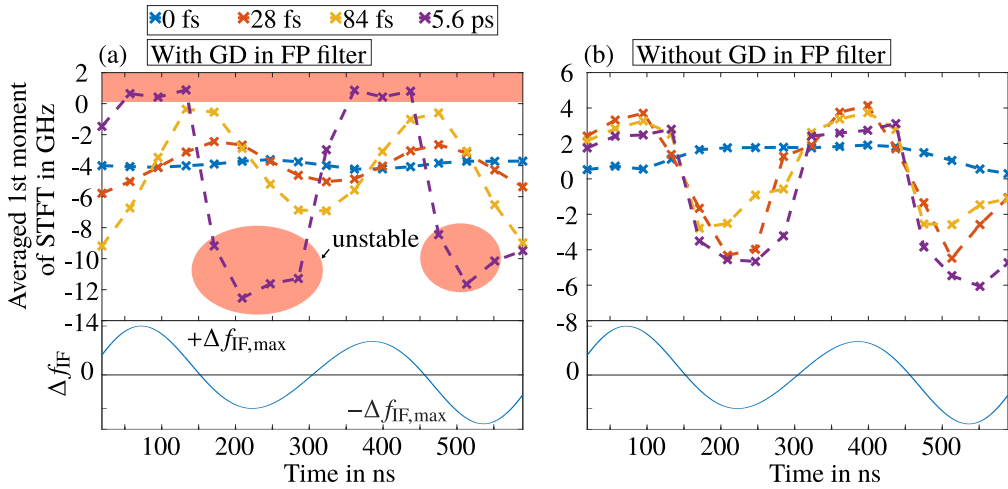 0 fs 28 fs 84 fs 5.6 ps
(a) With GD in FP filter
(b) Without GD in FP filter
Averaged 1st moment
of STFT in GHz
2
0
-2
-4
-6
-8
-10
-12
-14
unstable
6
4
2
0
-2
-4
-6
-8
Δf_IF
0
+Δf_IF,max
−Δf_IF,max
0
100 200 300 400 500
Time in ns
100 200 300 400 500
Time in ns